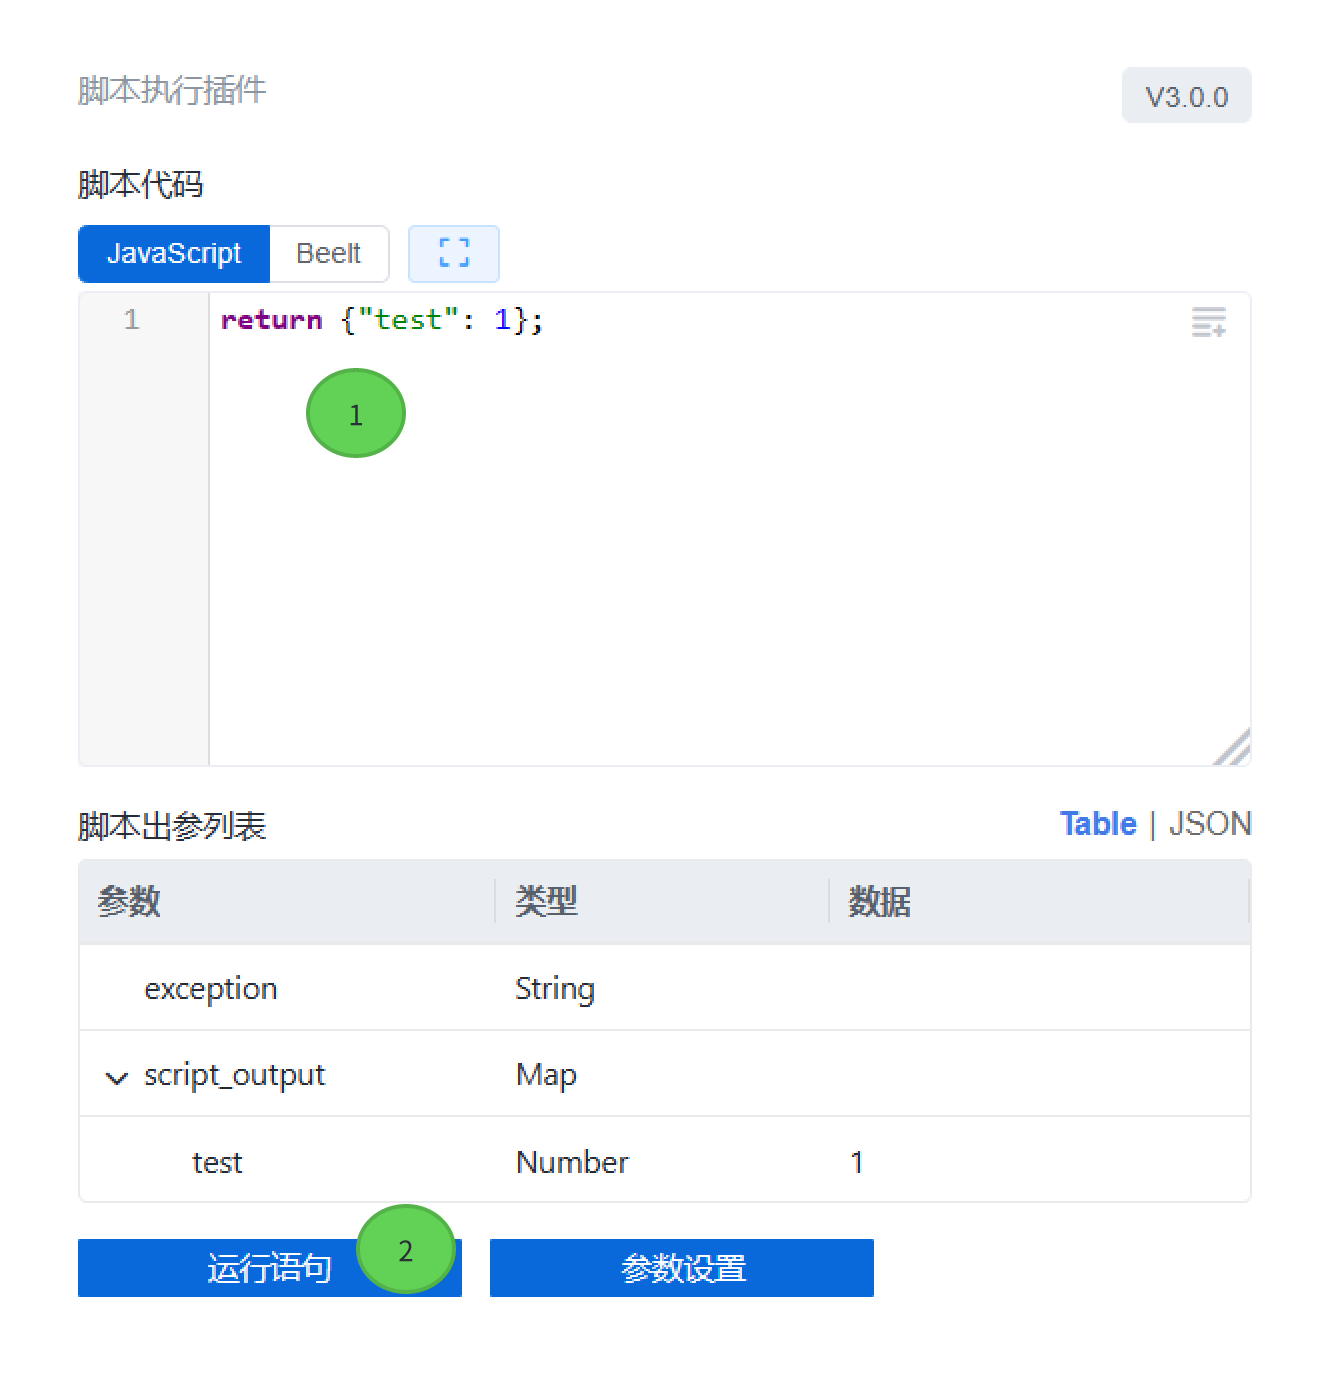 脚本执行插件
V3.0.0
脚本代码
JavaScript
Beelt
1
return {"test": 1};
1
脚本出参列表
Table | JSON
参数 类型 数据
exception String
script_output Map
test Number 1
运行语句
2
参数设置